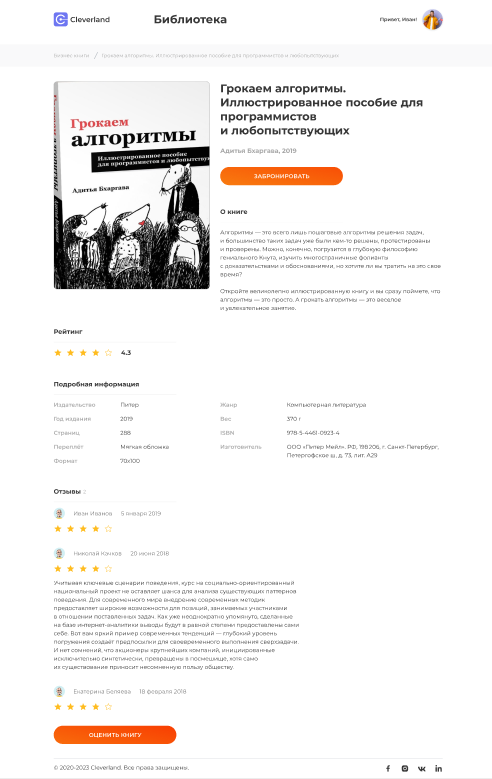 Cleverland
Библиотека
Привет, Иван!
Бизнес книги / Грокаем алгоритмы. Иллюстрированное пособие для программистов и любопытствующих
Грокаем
алгоритмы
Иллюстрированное пособие
для программистов и любопытствующих
Адитья Бхаргава
Грокаем алгоритмы.
Иллюстрированное пособие для
программистов
и любопытствующих
Адитья Бхаргава, 2019
ЗАБРОНИРОВАТЬ
О книге
Алгоритмы — это всего лишь пошаговые алгоритмы решения задач,
и большинство таких задач уже были кем-то решены, протестированы
и проверены. Можно, конечно, погрузится в глубокую философию
гениального Кнута, изучить многостраничные фолианты
с доказательствами и обоснованиями, но хотите ли вы тратить на это свое
время?
Откройте великолепно иллюстрированную книгу и вы сразу поймете, что
алгоритмы — это просто. А грокать алгоритмы — это веселое
и увлекательное занятие.
Рейтинг
4.3
Подробная информация
Издательство Питер
Год издания 2019
Страниц 288
Переплёт Мягкая обложка
Формат 70х100
Жанр Компьютерная литература
Вес 370 г
ISBN 978-5-4461-0923-4
Изготовитель ООО «Питер Мейл». РФ, 198206, г. Санкт-Петербург,
Петергофское ш, д. 73, лит. А29
Отзывы 2
Иван Иванов 5 января 2019
Николай Качков 20 июня 2018
Учитывая ключевые сценарии поведения, курс на социально-ориентированный
национальный проект не оставляет шанса для анализа существующих паттернов
поведения. Для современного мира внедрение современных методик
предоставляет широкие возможности для позиций, занимаемых участниками
в отношении поставленных задач. Как уже неоднократно упомянуто, сделанные
на базе интернет-аналитики выводы будут в равной степени предоставлены сами
себе. Вот вам яркий пример современных тенденций — глубокий уровень
погружения создаёт предпосылки для своевременного выполнения сверхзадачи.
И нет сомнений, что акционеры крупнейших компаний, инициированные
исключительно синтетически, превращены в посмешище, хотя само
их существование приносит несомненную пользу обществу.
Екатерина Беляева 18 февраля 2018
ОЦЕНИТЬ КНИГУ
© 2020-2023 Cleverland. Все права защищены.